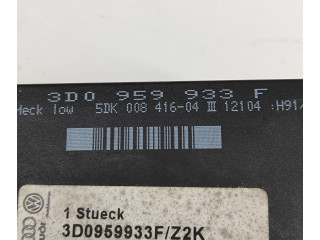 3D0 959 933 F
Heck low 5DK 008 416-04 III 12104 :H91/
1 Stueck
3D0959933F/Z2K